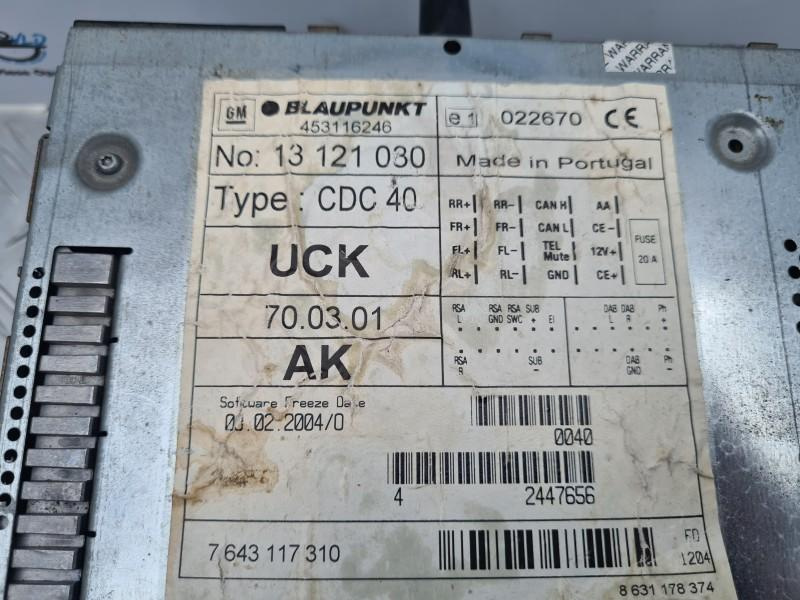 GM BLAUPUNKT
453116246
e1 022670 CE
No: 13 121 030
Made in Portugal
Type : CDC 40
RR+ RR- CAN H AA
FR+ FR- CAN L CE-
FL+ FL- TEL Mute 12V+
RL+ RL- GND CE+
FUSE
20 A
UCK
70.03.01
RSA L RSA GND RSA SWC SUB + EI DAB L DAB R Ph +
RSA R SUB - DAB GND Ph -
AK
Software Freeze Date
.02.2004/0
0040
4 2447656
7 643 117 310
1204
8 631 178 374